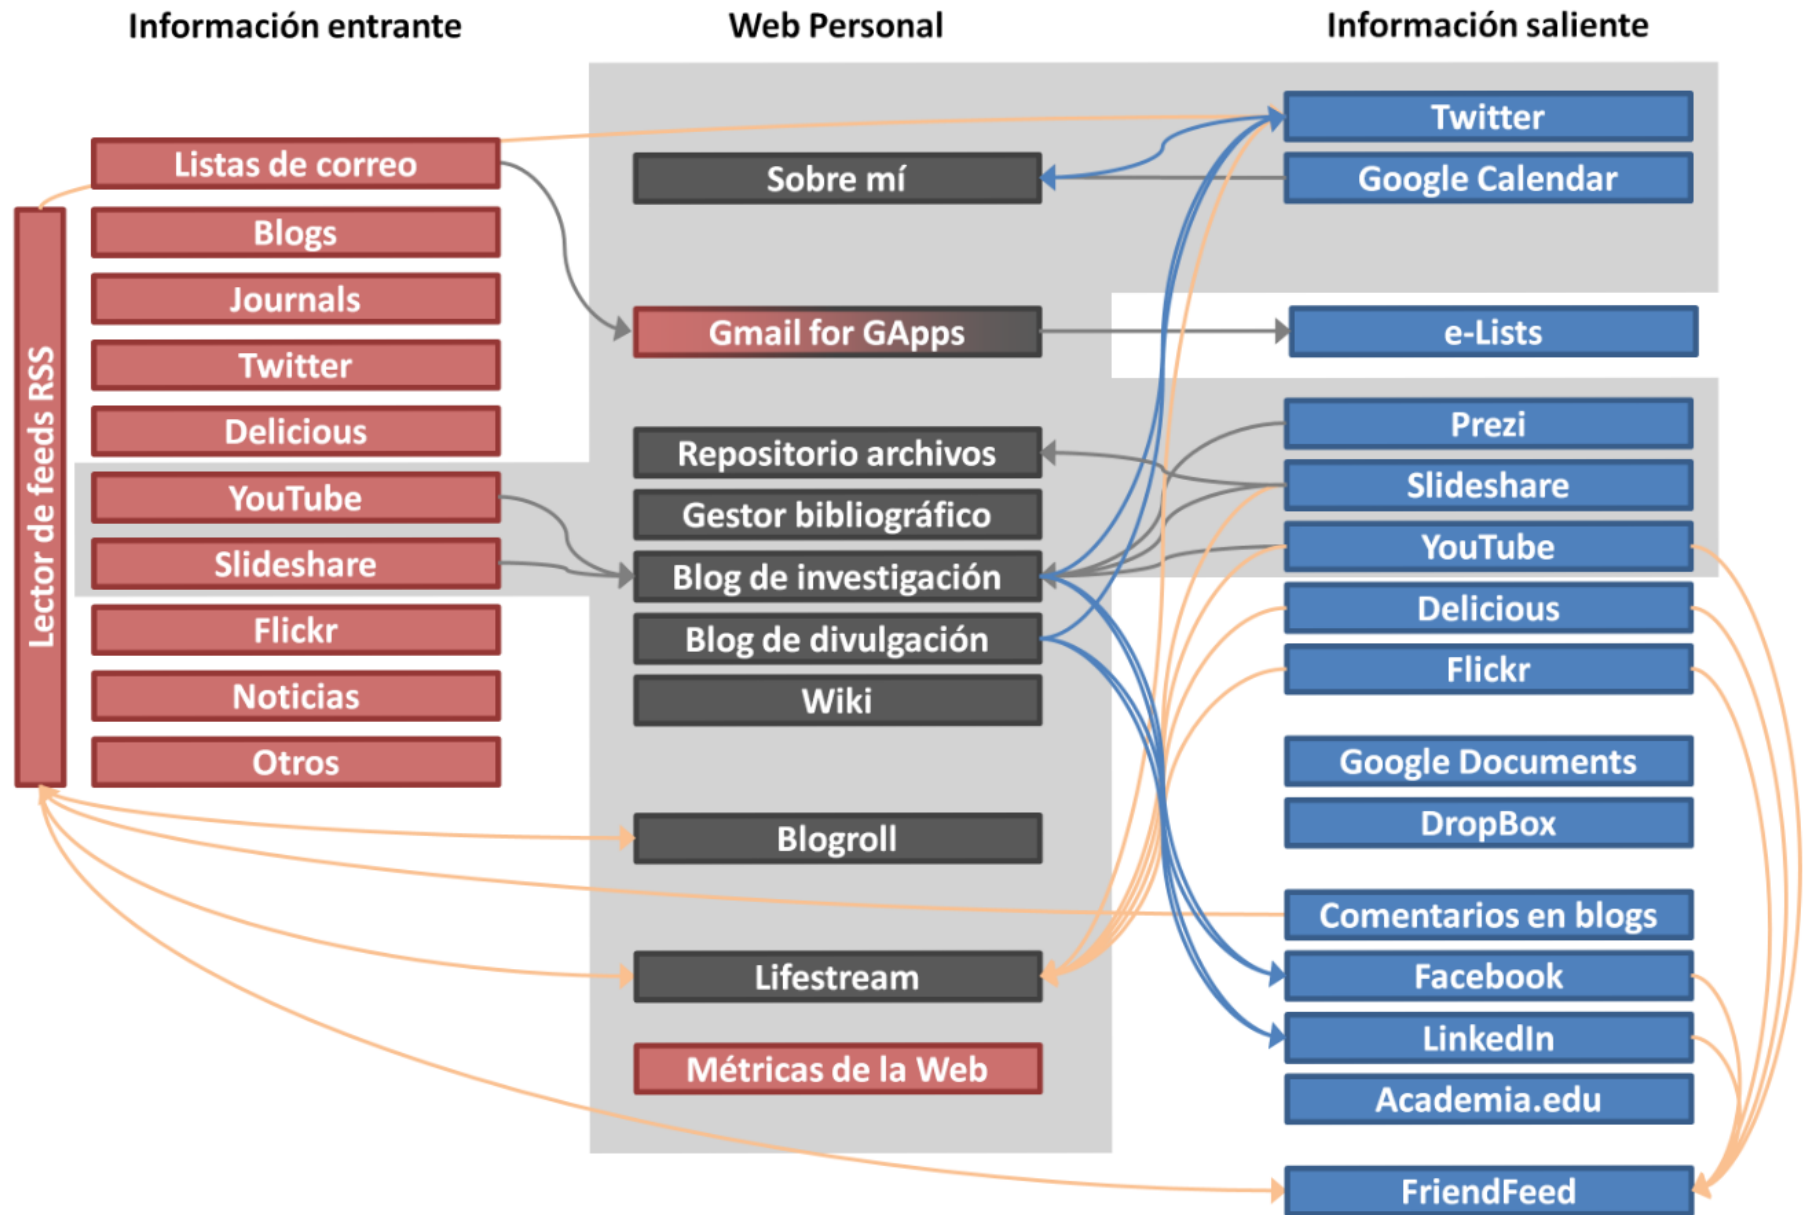 Información entrante
Web Personal
Información saliente
Lector de feeds RSS
Listas de correo
Blogs
Journals
Twitter
Delicious
YouTube
Slideshare
Flickr
Noticias
Otros
Sobre mí
Gmail for GApps
Repositorio archivos
Gestor bibliográfico
Blog de investigación
Blog de divulgación
Wiki
Blogroll
Lifestream
Métricas de la Web
Twitter
Google Calendar
e-Lists
Prezi
Slideshare
YouTube
Delicious
Flickr
Google Documents
DropBox
Comentarios en blogs
Facebook
LinkedIn
Academia.edu
FriendFeed